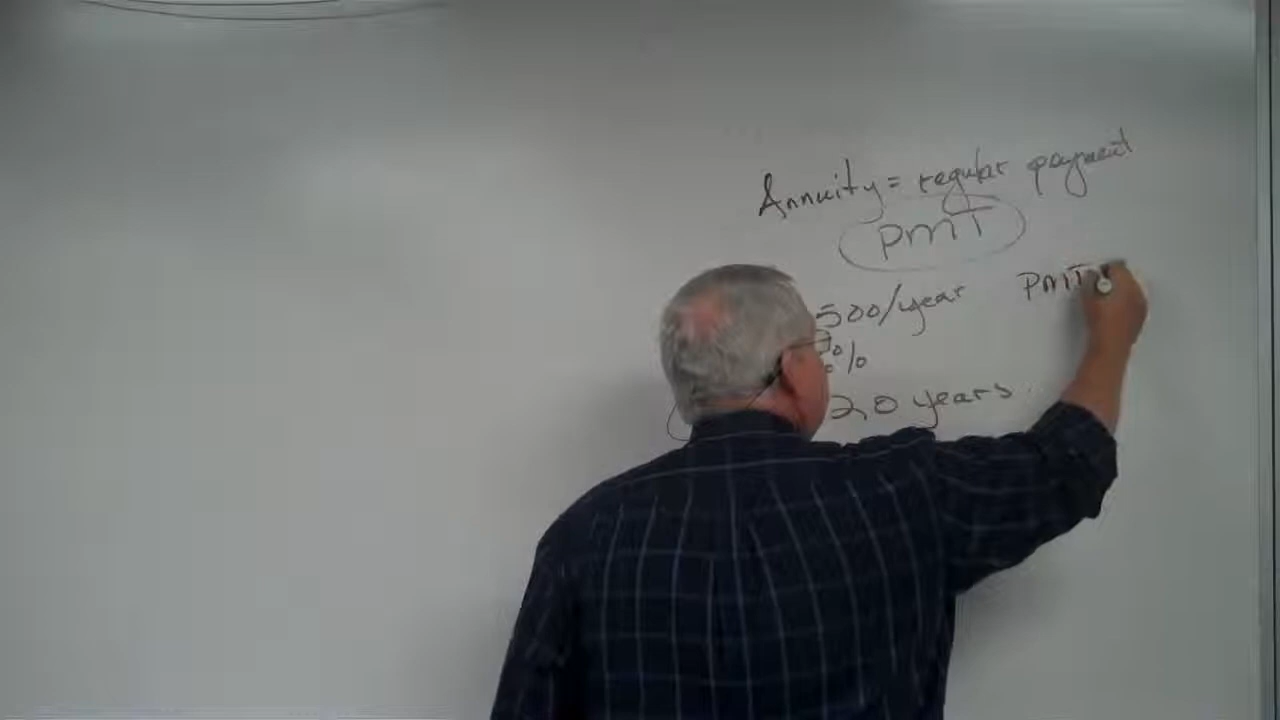 Annuity = regular payment
PMT
500/year PMT
%
20 years.